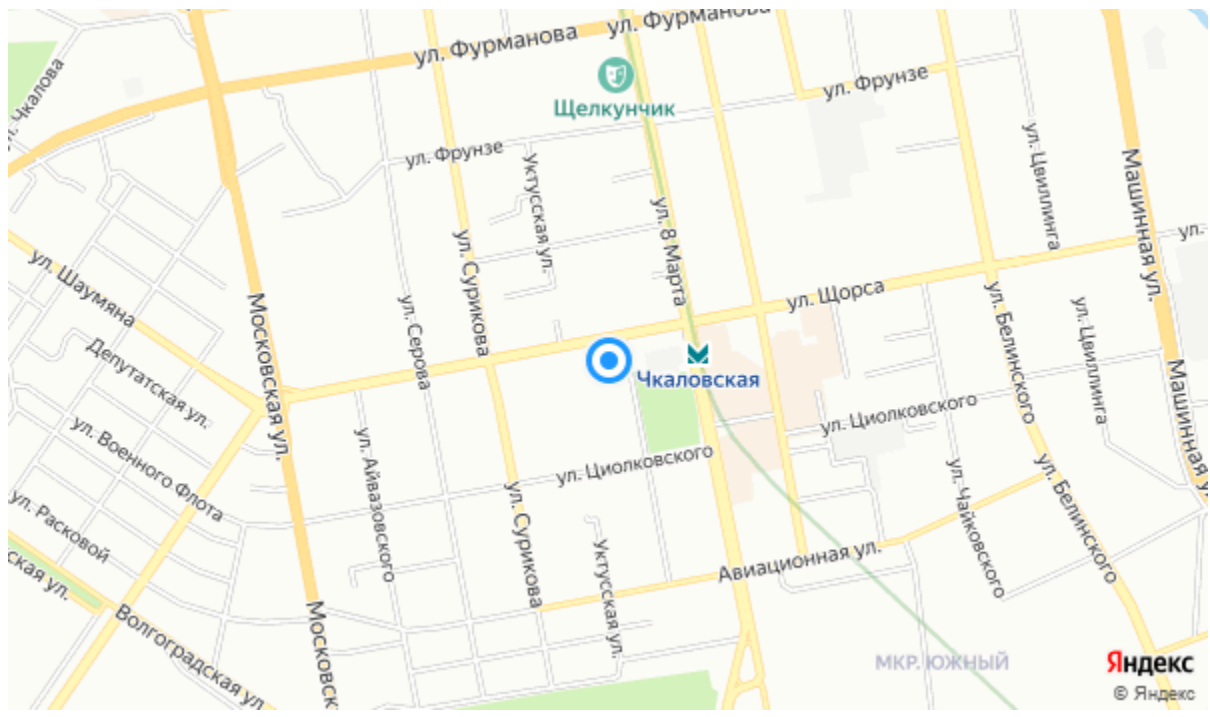 ул. Фурманова
ул. Фурманова
ул. Чкалова
Щелкунчик
ул. Фрунзе
ул. Фрунзе
Уктусская ул.
ул. Цвиллинга
Машинная ул.
ул. Сурикова
ул. 8 Марта
ул.
ул. Шаумяна
Московская ул.
ул. Серова
ул. Щорса
ул. Белинского
ул. Цвиллинга
Депутатская ул.
Чкаловская
Машинная ул.
ул. Циолковского
ул. Военного Флота
ул. Айвазовского
ул. Циолковского
ул. Сурикова
ул. Чайковского
ул. Белинского
ул. Расковой
ская ул.
Уктусская ул.
Авиационная ул.
Волгоградская ул.
Московск
МКР. ЮЖНЫЙ
Яндекс
© Яндекс